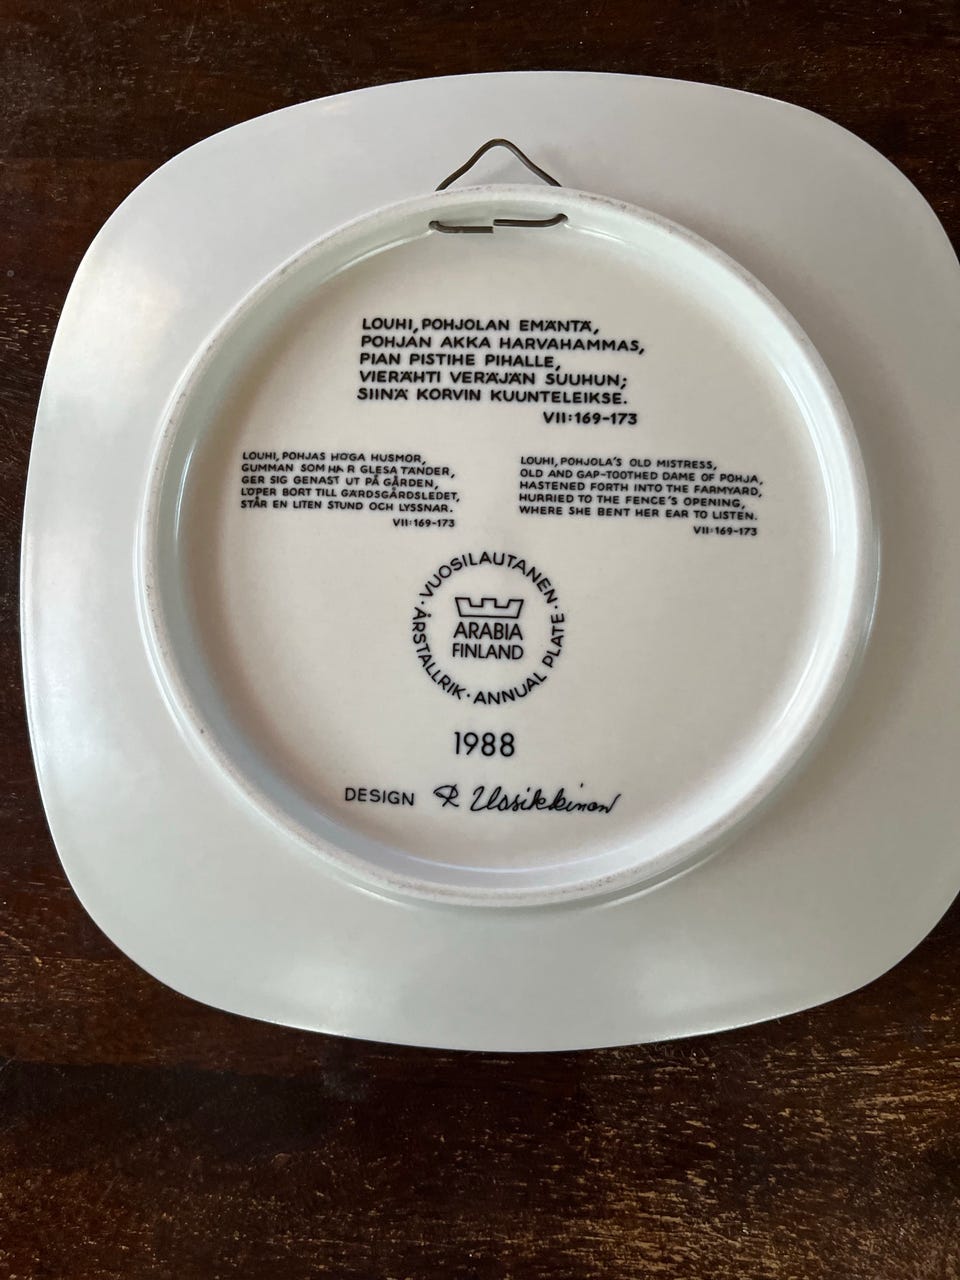 LOUHI, POHJOLAN EMÄNTÄ,
POHJAN AKKA HARVAHAMMAS,
PIAN PISTIHE PIHALLE,
VIERÄHTI VERÄJÄN SUUHUN;
SIINÄ KORVIN KUUNTELEIKSE.
VII:169-173
LOUHI, POHJAS HÖGA HUSMOR,
GUMMAN SOM HAR GLESA TÄNDER,
GER SIG GENAST UT PÅ GÅRDEN,
LÖPER BORT TILL GÄRDSGÅRDSLEDET,
STÅR EN LITEN STUND OCH LYSSNAR.
VII:169-173
LOUHI, POHJOLA'S OLD MISTRESS,
OLD AND GAP-TOOTHED DAME OF POHJA,
HASTENED FORTH INTO THE FARMYARD,
HURRIED TO THE FENCE'S OPENING,
WHERE SHE BENT HER EAR TO LISTEN.
VII:169-173
· VUOSILAUTANEN · ANNUAL PLATE · ÅRSTALLRIK
ARABIA
FINLAND
1988
DESIGN R Uosikkinen